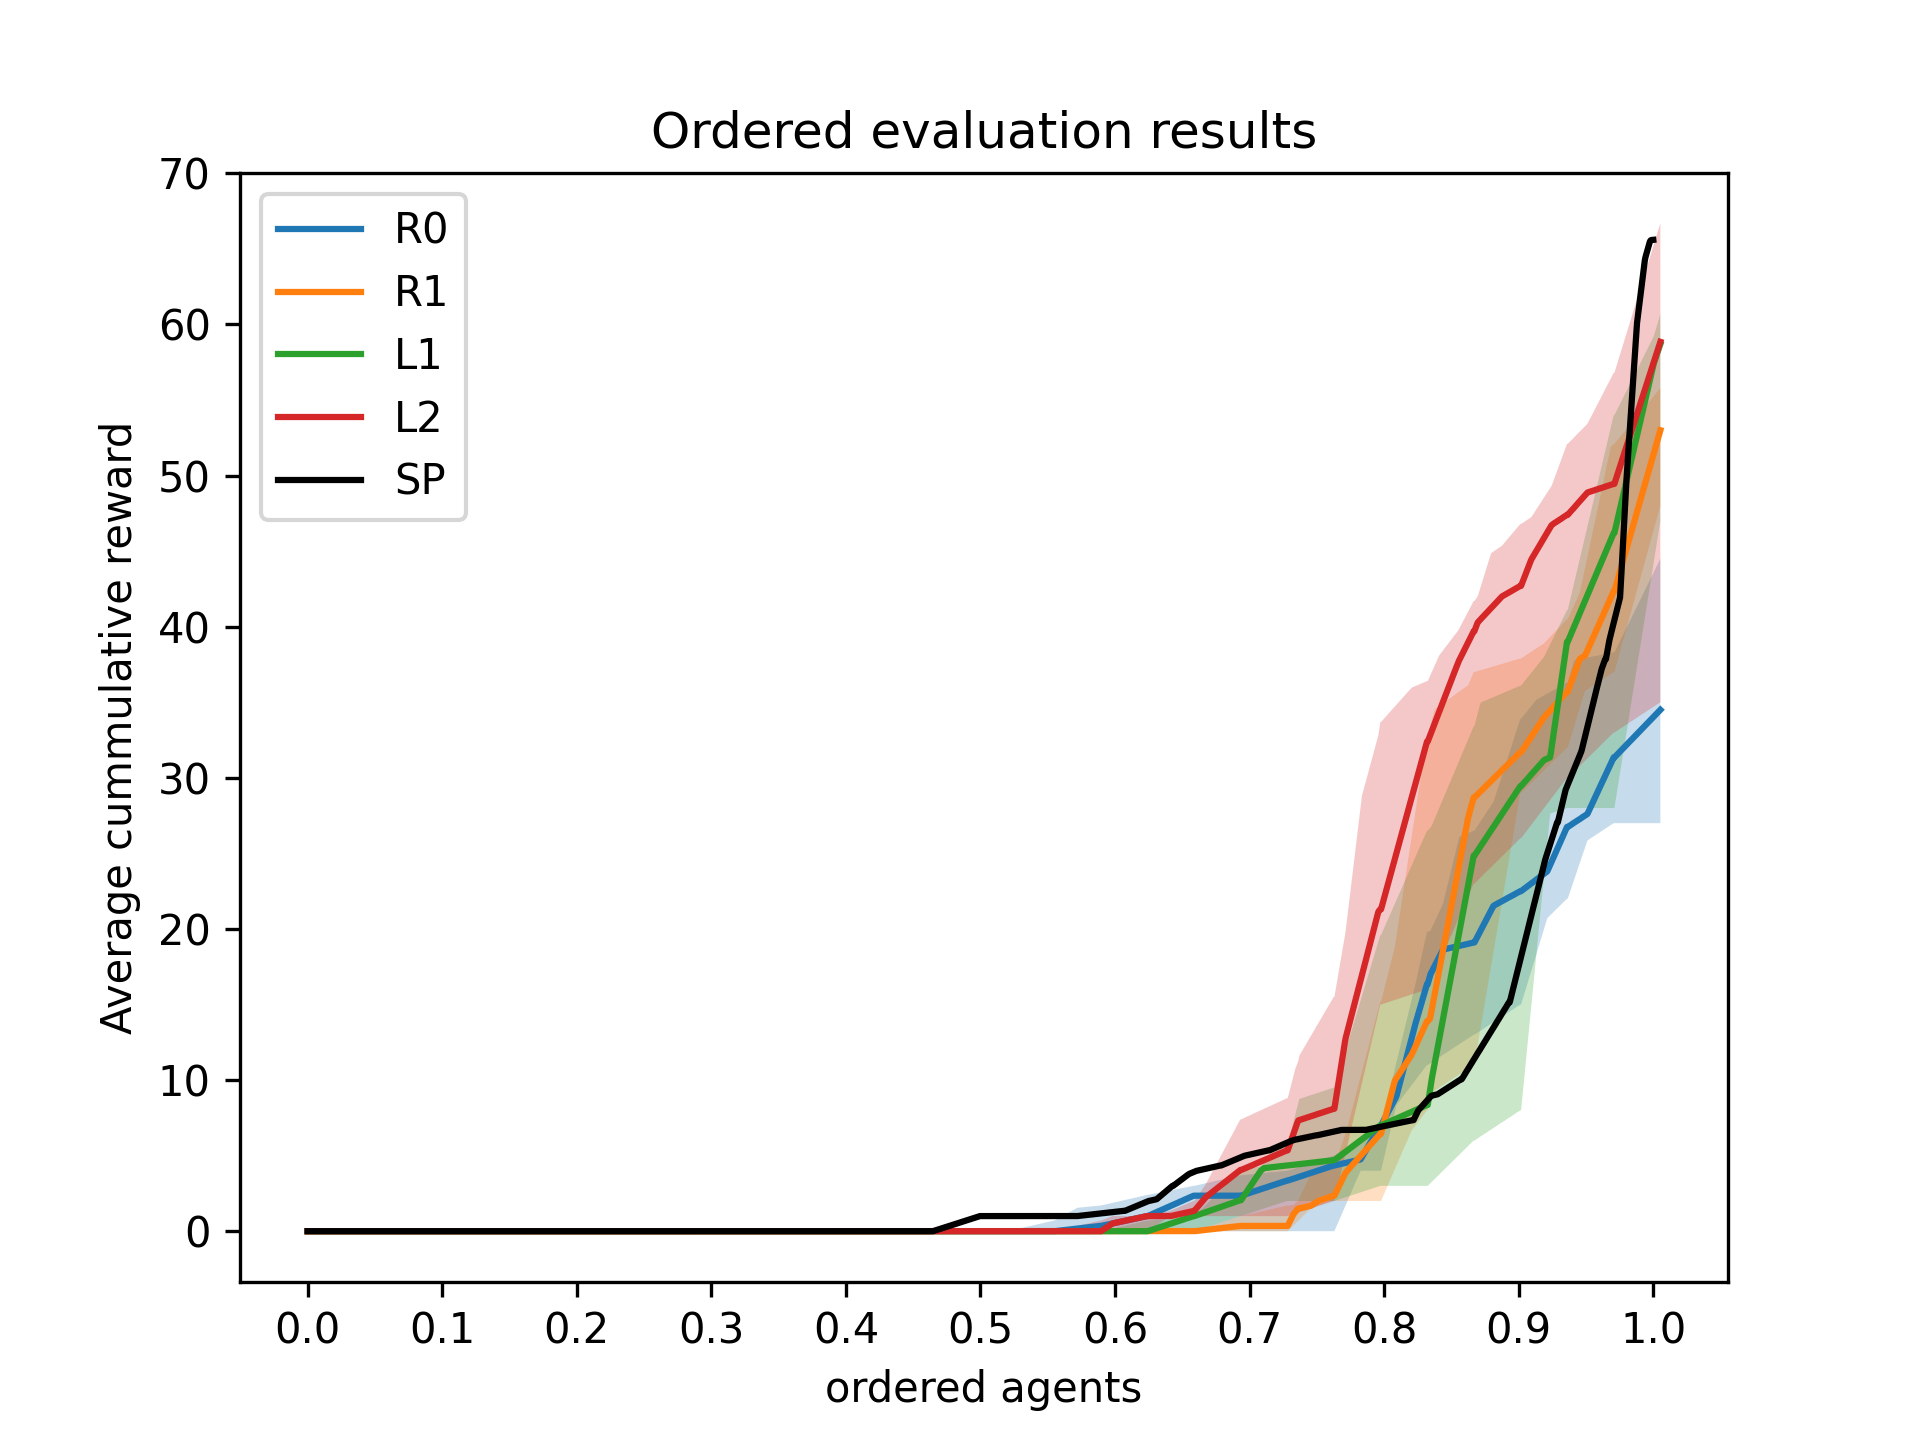 Ordered evaluation results
70
60
50
40
30
20
10
0
Average cummulative reward
R0
R1
L1
L2
SP
0.0 0.1 0.2 0.3 0.4 0.5 0.6 0.7 0.8 0.9 1.0
ordered agents